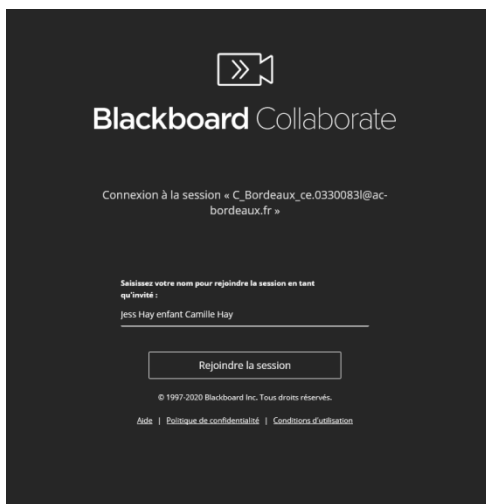 Blackboard Collaborate
Connexion à la session « C_Bordeaux_ce.0330083l@ac-
bordeaux.fr »
Saisissez votre nom pour rejoindre la session en tant
qu'invité :
Jess Hay enfant Camille Hay
Rejoindre la session
© 1997-2020 Blackboard Inc. Tous droits réservés.
Aide | Politique de confidentialité | Conditions d'utilisation